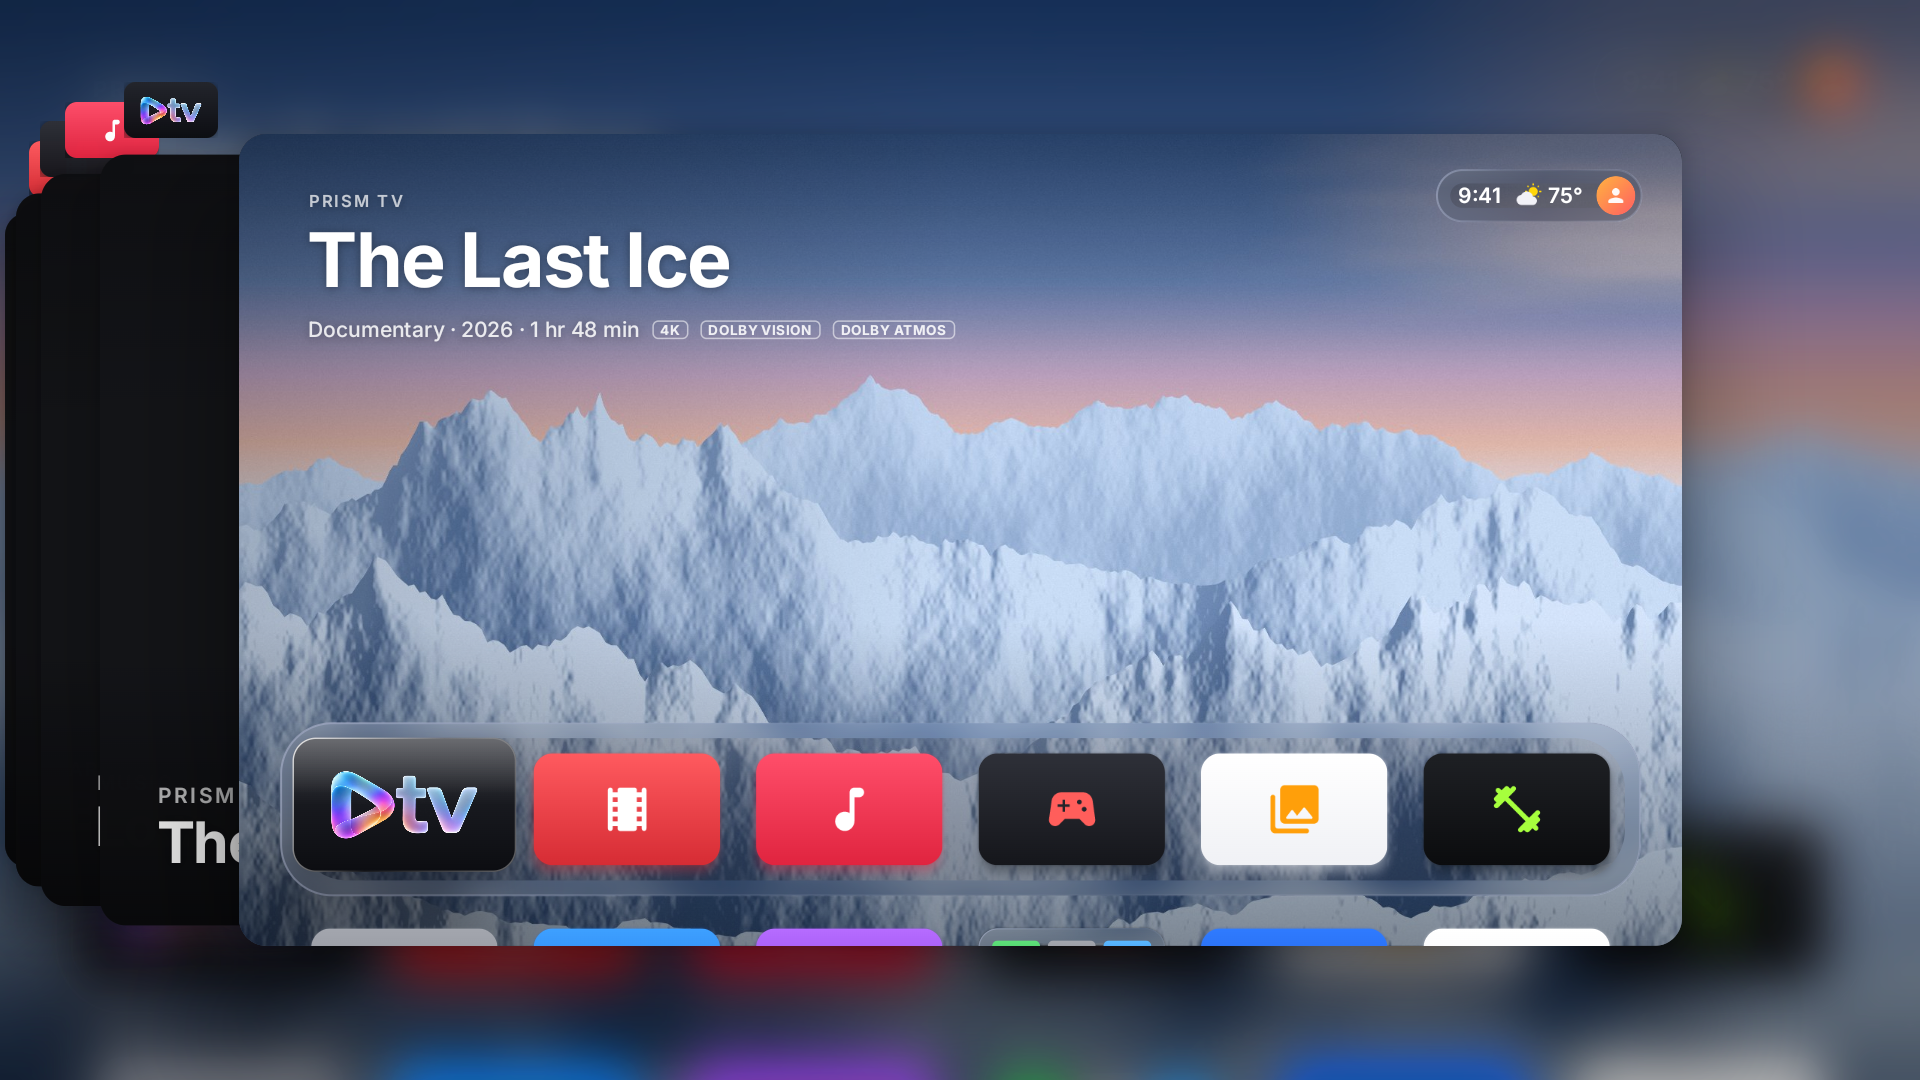 tv
PRISM TV
9:41 75°
The Last Ice
Documentary · 2026 · 1 hr 48 min 4K DOLBY VISION DOLBY ATMOS
PRISM
The
tv